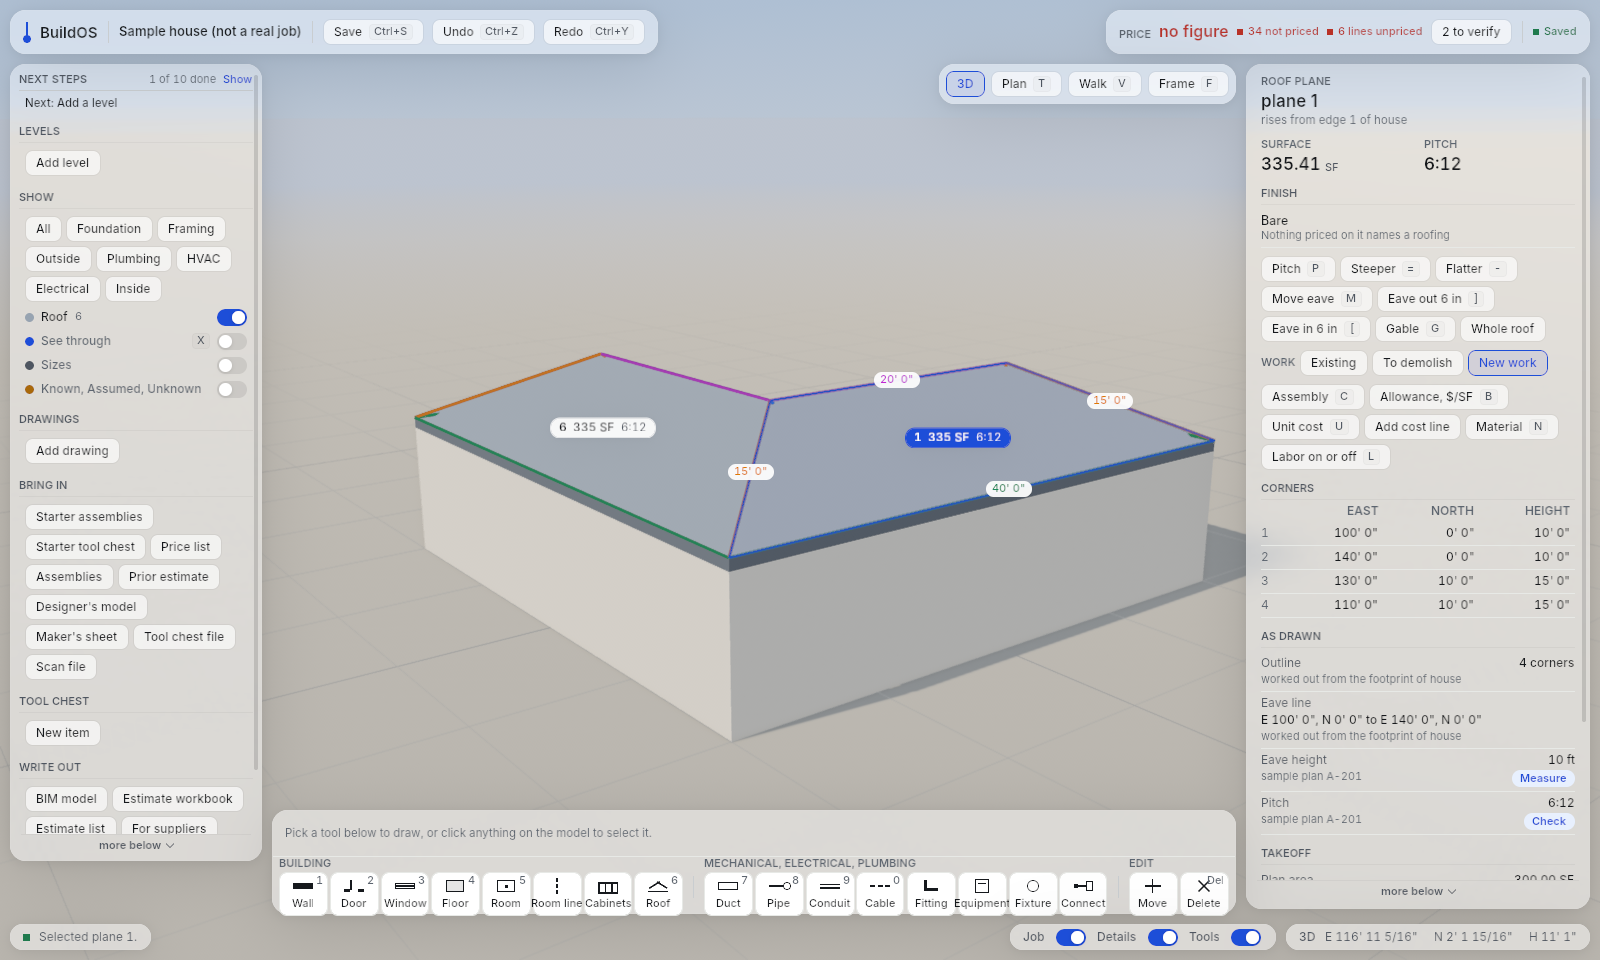 BuildOS
Sample house (not a real job)
Save Ctrl+S
Undo Ctrl+Z
Redo Ctrl+Y
PRICE no figure
34 not priced
6 lines unpriced
2 to verify
Saved
NEXT STEPS 1 of 10 done Show
Next: Add a level
LEVELS
Add level
SHOW
All Foundation Framing
Outside Plumbing HVAC
Electrical Inside
Roof 6
See through X
Sizes
Known, Assumed, Unknown
DRAWINGS
Add drawing
BRING IN
Starter assemblies
Starter tool chest Price list
Assemblies Prior estimate
Designer's model
Maker's sheet Tool chest file
Scan file
TOOL CHEST
New item
WRITE OUT
BIM model Estimate workbook
Estimate list For suppliers
more below
3D Plan T Walk V Frame F
20' 0"
15' 0"
6 335 SF 6:12
1 335 SF 6:12
15' 0"
40' 0"
Pick a tool below to draw, or click anything on the model to select it.
BUILDING
1 Wall
2 Door
3 Window
4 Floor
5 Room
Room line
Cabinets
6 Roof
MECHANICAL, ELECTRICAL, PLUMBING
7 Duct
8 Pipe
9 Conduit
0 Cable
Fitting
Equipment
Fixture
Connect
EDIT
Move
Del Delete
ROOF PLANE
plane 1
rises from edge 1 of house
SURFACE PITCH
335.41 SF 6:12
FINISH
Bare
Nothing priced on it names a roofing
Pitch P Steeper = Flatter -
Move eave M Eave out 6 in ]
Eave in 6 in [ Gable G Whole roof
WORK Existing To demolish New work
Assembly C Allowance, $/SF B
Unit cost U Add cost line Material N
Labor on or off L
CORNERS
EAST NORTH HEIGHT
1 100' 0" 0' 0" 10' 0"
2 140' 0" 0' 0" 10' 0"
3 130' 0" 10' 0" 15' 0"
4 110' 0" 10' 0" 15' 0"
AS DRAWN
Outline 4 corners
worked out from the footprint of house
Eave line
E 100' 0", N 0' 0" to E 140' 0", N 0' 0"
worked out from the footprint of house
Eave height 10 ft
sample plan A-201 Measure
Pitch 6:12
sample plan A-201 Check
TAKEOFF
Plan area 300.00 SF
more below
Selected plane 1.
Job Details Tools
3D E 116' 11 5/16" N 2' 1 15/16" H 11' 1"